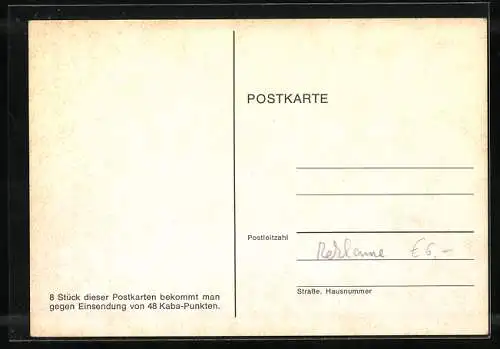 POSTKARTE
Postleitzahl
Reklame €6,-
Straße, Hausnummer
8 Stück dieser Postkarten bekommt man
gegen Einsendung von 48 Kaba-Punkten.